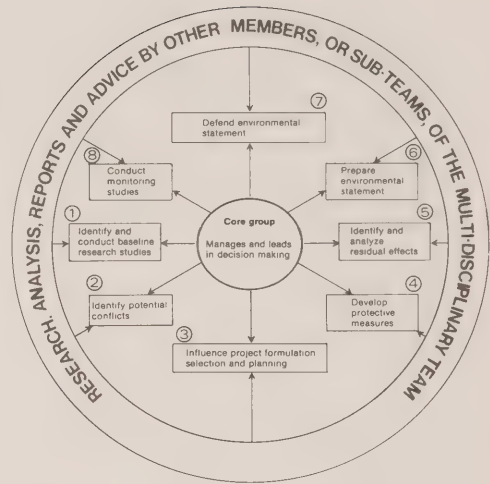 RESEARCH, ANALYSIS, REPORTS AND ADVICE BY OTHER MEMBERS, OR SUB-TEAMS, OF THE MULTI-DISCIPLINARY TEAM
⑦
Defend environmental
statement
⑧
Conduct
monitoring
studies
⑥
Prepare
environmental
statement
①
Identify and
conduct baseline
research studies
Core group
Manages and leads
in decision making
⑤
Identify and
analyze
residual effects
②
Identify potential
conflicts
④
Develop
protective
measures
③
Influence project formulation
selection and planning